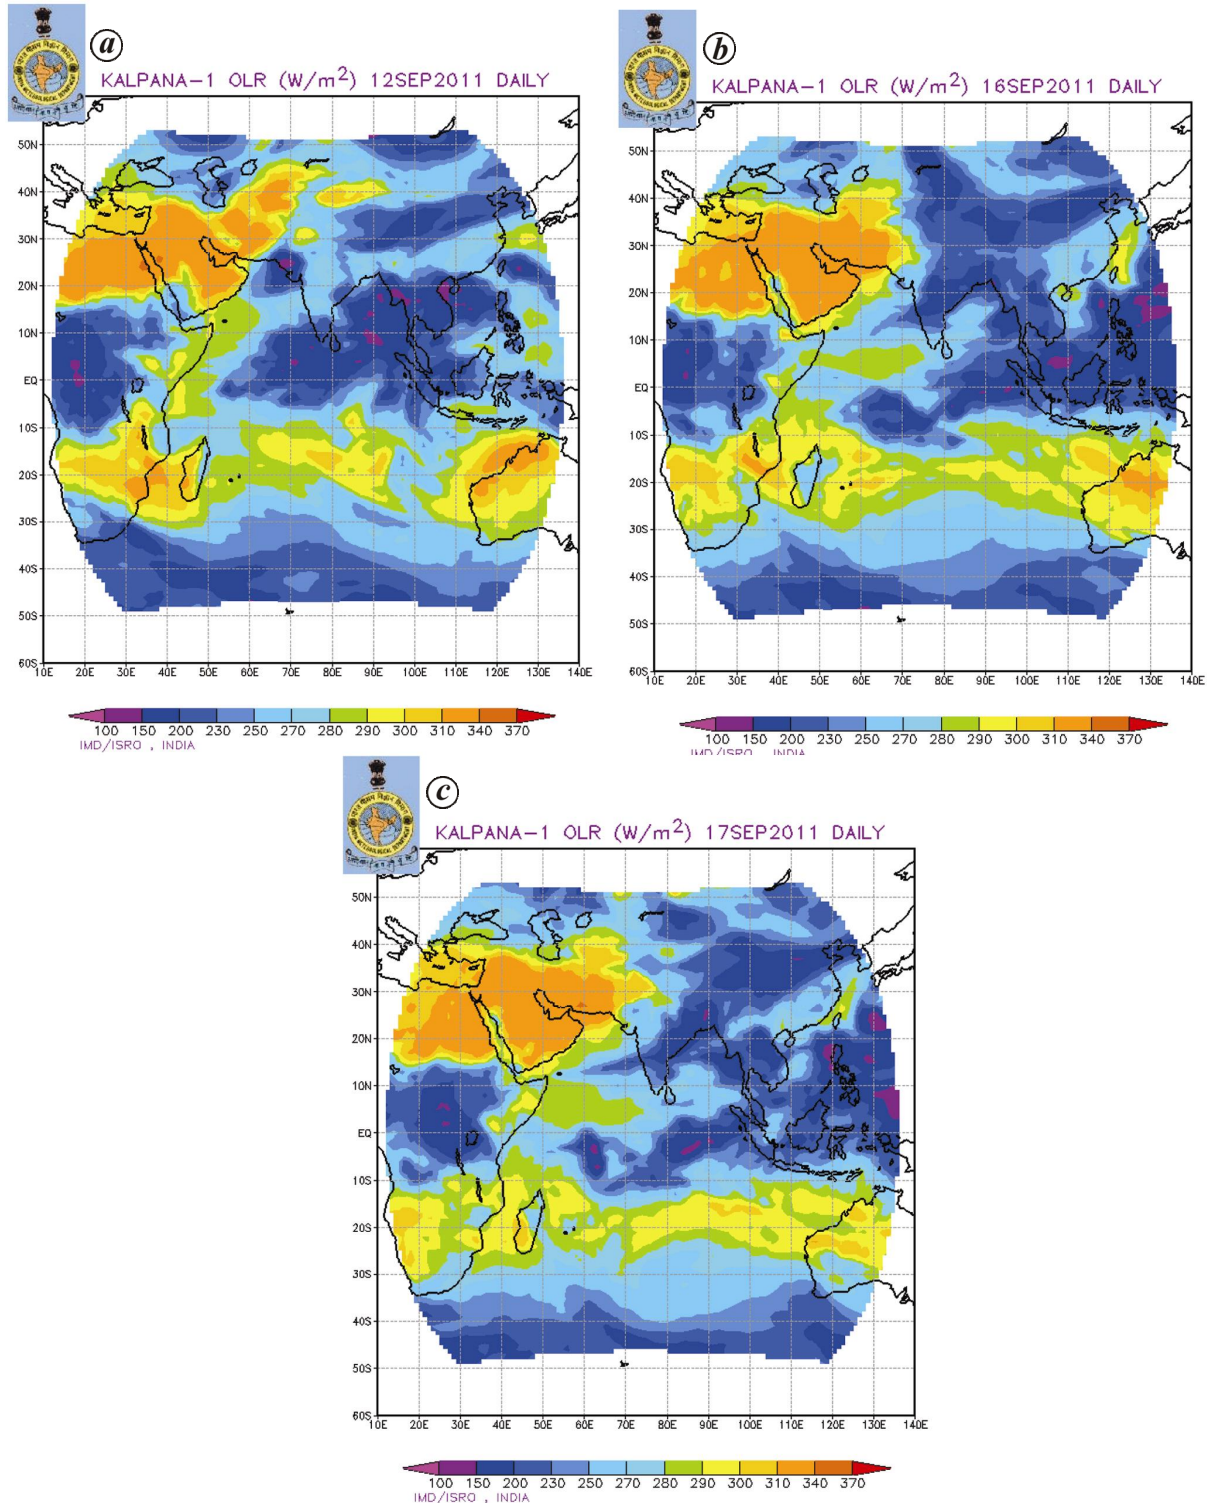 a
KALPANA-1 OLR (W/m²) 12SEP2011 DAILY
50N
40N
30N
20N
10N
EQ
10S
20S
30S
40S
50S
60S
10E 20E 30E 40E 50E 60E 70E 80E 90E 100E 110E 120E 130E 140E
100 150 200 230 250 270 280 290 300 310 340 370
IMD/ISRO , INDIA
b
KALPANA-1 OLR (W/m²) 16SEP2011 DAILY
50N
40N
30N
20N
10N
EQ
10S
20S
30S
40S
50S
60S
10E 20E 30E 40E 50E 60E 70E 80E 90E 100E 110E 120E 130E 140E
100 150 200 230 250 270 280 290 300 310 340 370
IMD/ISRO , INDIA
c
KALPANA-1 OLR (W/m²) 17SEP2011 DAILY
50N
40N
30N
20N
10N
EQ
10S
20S
30S
40S
50S
60S
10E 20E 30E 40E 50E 60E 70E 80E 90E 100E 110E 120E 130E 140E
100 150 200 230 250 270 280 290 300 310 340 370
IMD/ISRO , INDIA